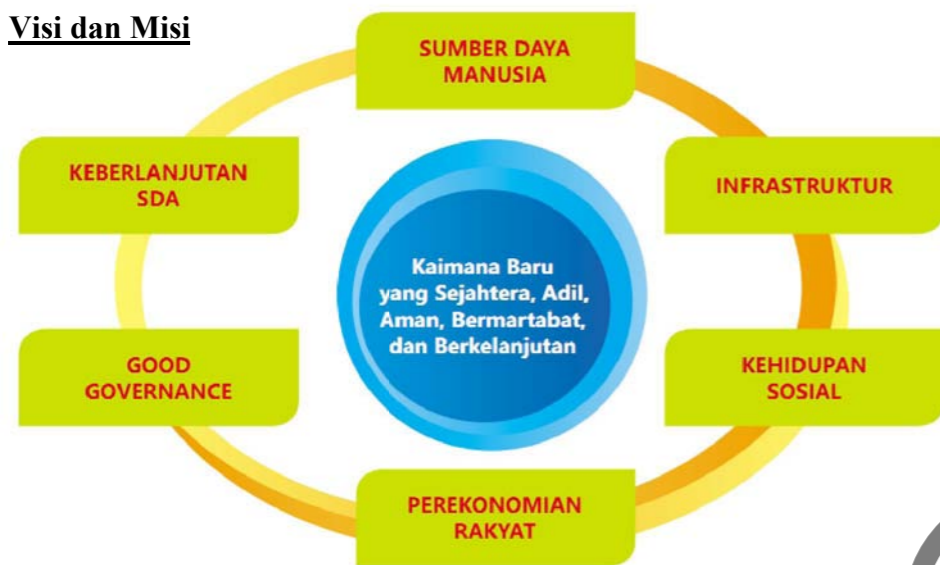 Visi dan Misi
SUMBER DAYA
MANUSIA
KEBERLANJUTAN
SDA
INFRASTRUKTUR
Kaimana Baru
yang Sejahtera, Adil,
Aman, Bermartabat,
dan Berkelanjutan
GOOD
GOVERNANCE
KEHIDUPAN
SOSIAL
PEREKONOMIAN
RAKYAT